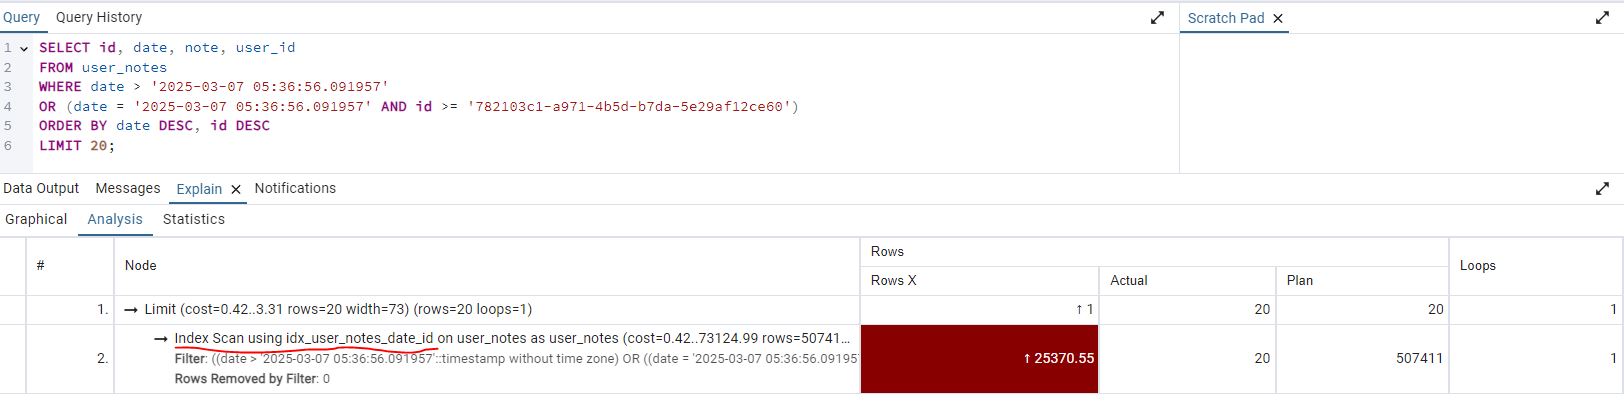 Query Query History Scratch Pad ×
1 SELECT id, date, note, user_id
2 FROM user_notes
3 WHERE date > '2025-03-07 05:36:56.091957'
4 OR (date = '2025-03-07 05:36:56.091957' AND id >= '782103c1-a971-4b5d-b7da-5e29af12ce60')
5 ORDER BY date DESC, id DESC
6 LIMIT 20;
Data Output Messages Explain × Notifications
Graphical Analysis Statistics
# Node Rows Loops
Rows X Actual Plan
1. → Limit (cost=0.42..3.31 rows=20 width=73) (rows=20 loops=1) ↑ 1 20 20 1
→ Index Scan using idx_user_notes_date_id on user_notes as user_notes (cost=0.42..73124.99 rows=50741...
2. Filter: ((date > '2025-03-07 05:36:56.091957'::timestamp without time zone) OR ((date = '2025-03-07 05:36:56.09195 ↑ 25370.55 20 507411 1
Rows Removed by Filter: 0